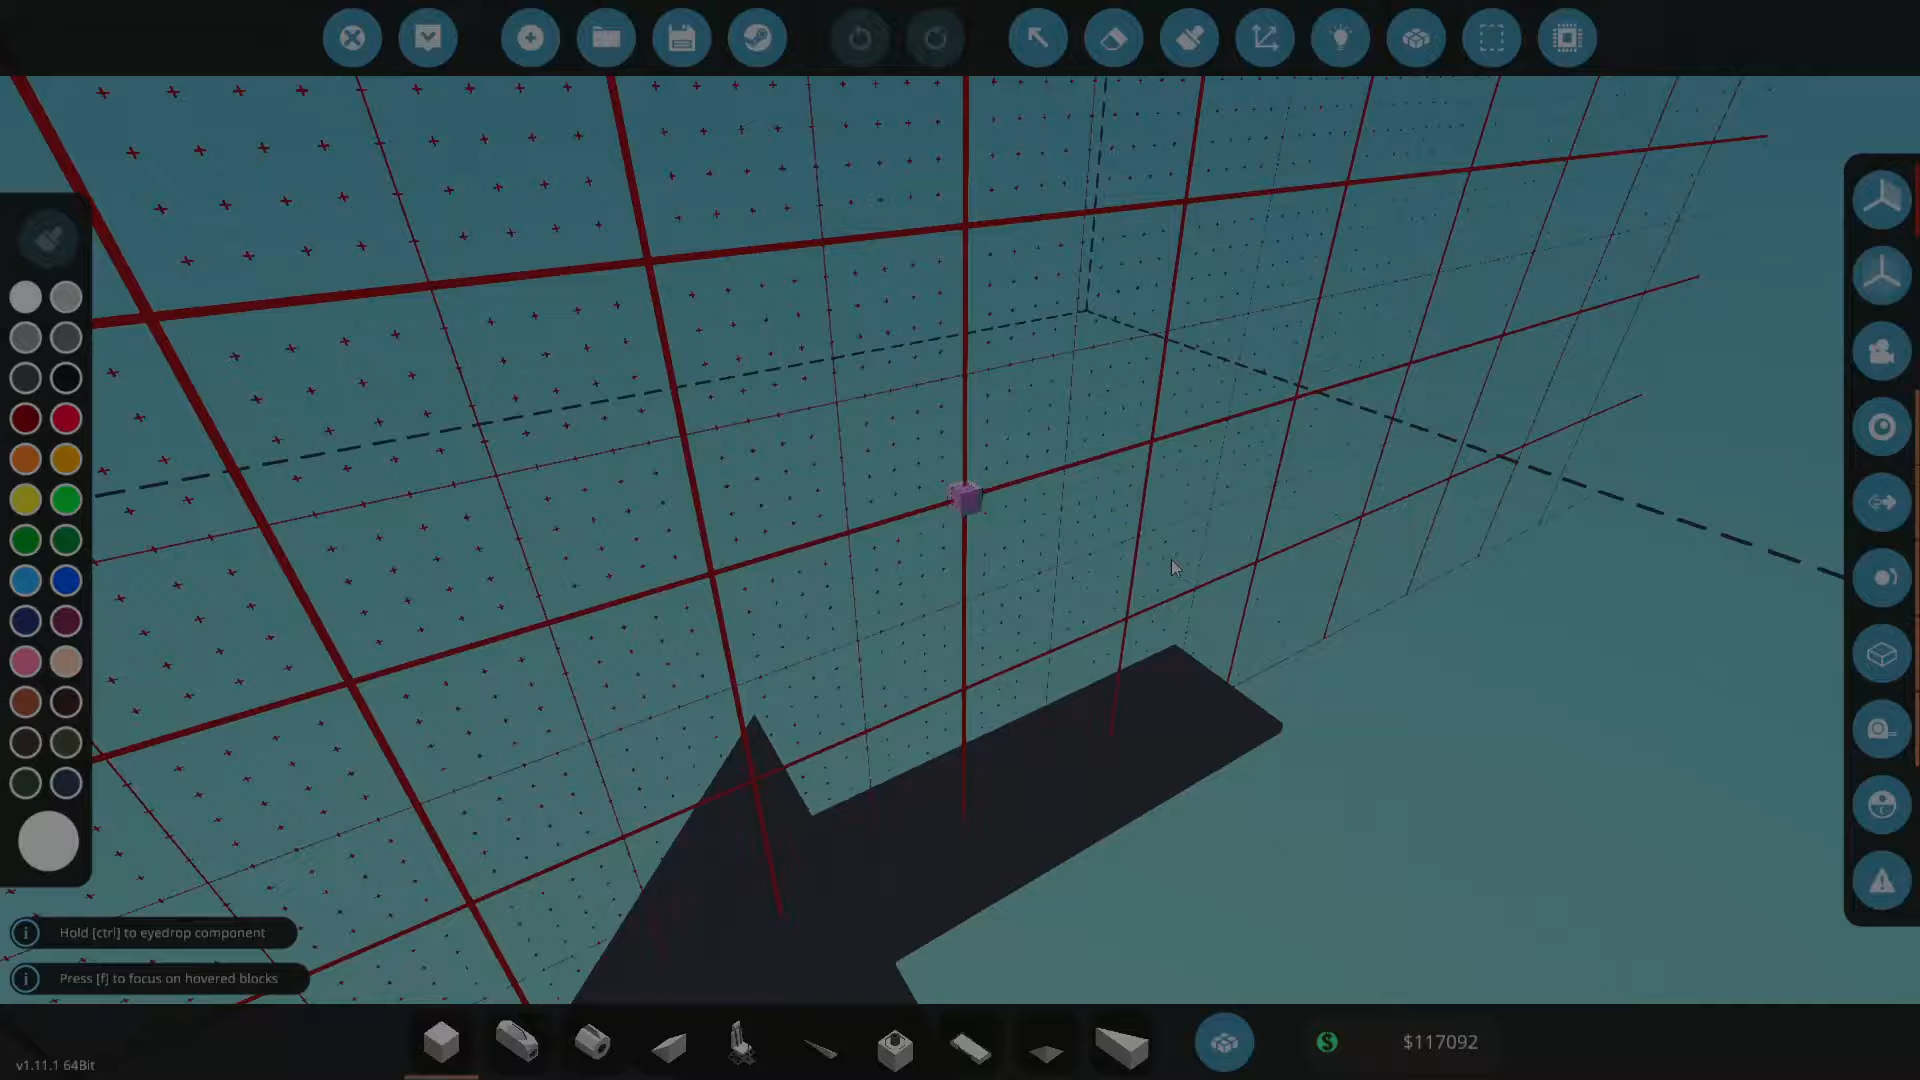 Hold [ctrl] to eyedrop component
Press [f] to focus on hovered blocks
$117092
v1.11.1 64Bit